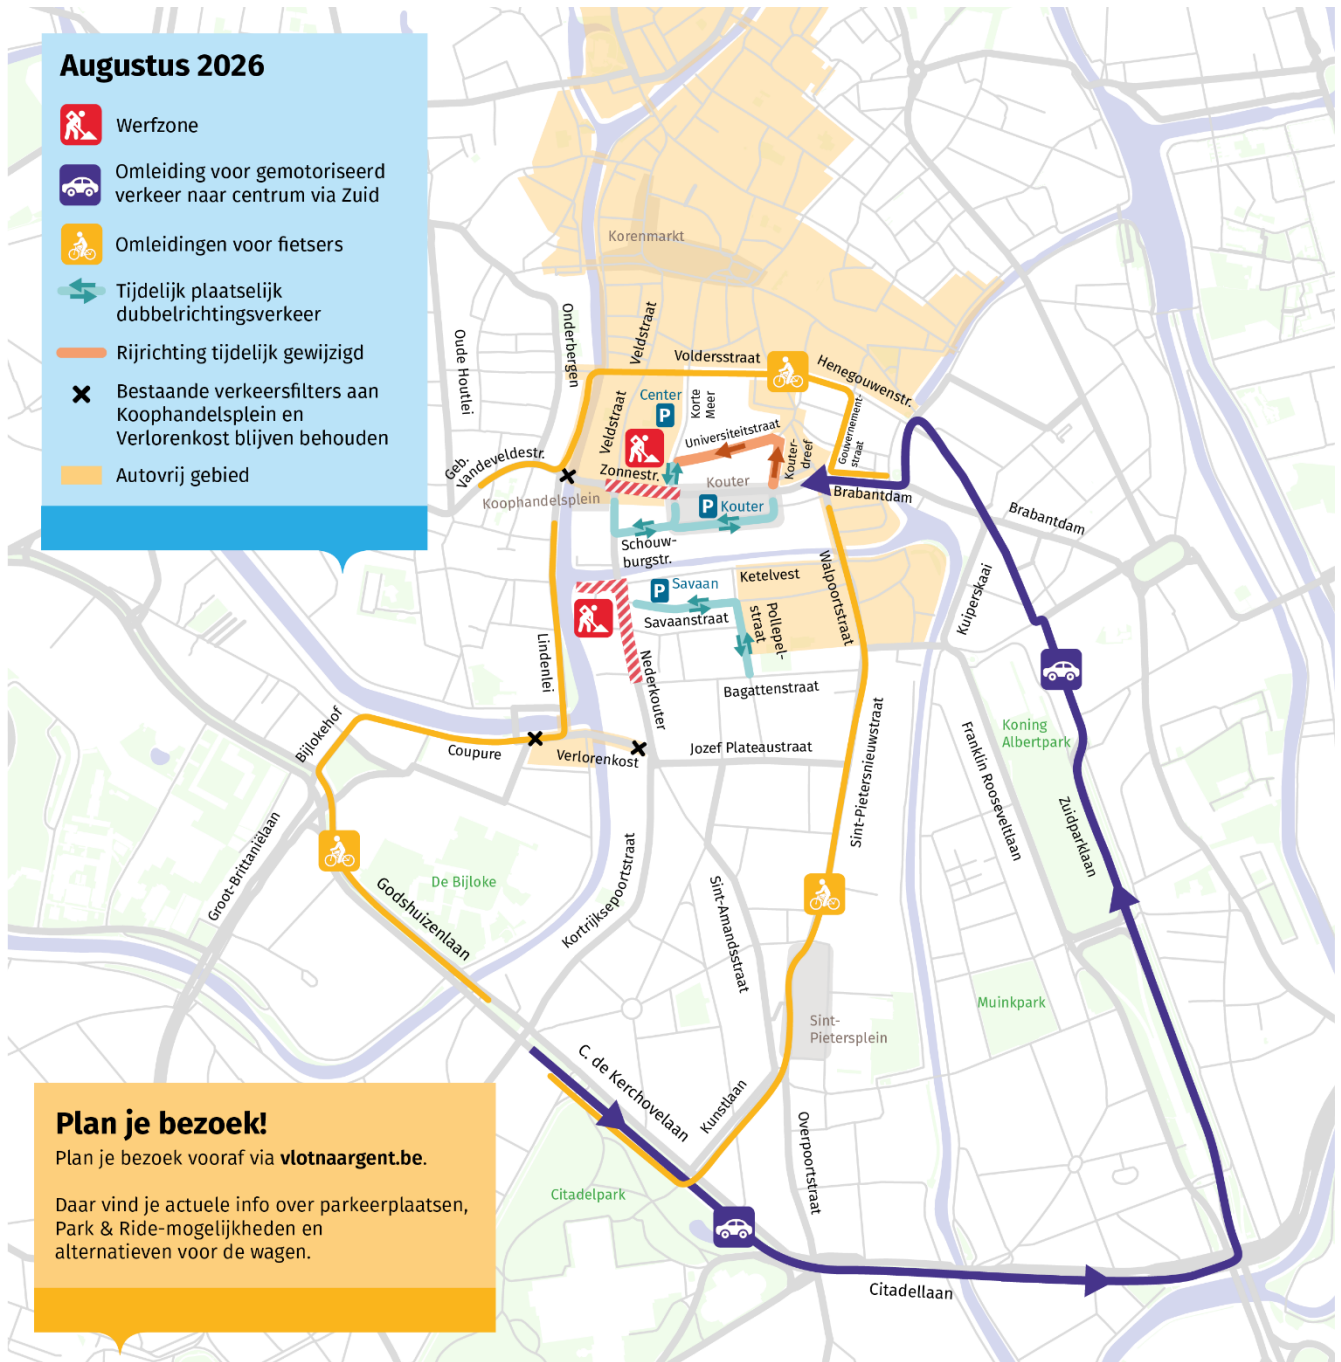 Augustus 2026
Werfzone
Omleiding voor gemotoriseerd
verkeer naar centrum via Zuid
Omleidingen voor fietsers
Tijdelijk plaatselijk
dubbelrichtingsverkeer
Rijrichting tijdelijk gewijzigd
Bestaande verkeersfilters aan
Koophandelsplein en
Verlorenkost blijven behouden
Autovrij gebied
Korenmarkt
Oude Houtlei
Onderbergen
Veldstraat
Voldersstraat
Henegouwenstr.
Center
P
Korte
Meer
Veldstraat
Universiteitstraat
Kouter-
dreef
Gouvernement-
straat
Geb.
Vandeveldestr.
Zonnestr.
Koophandelsplein
Kouter
P Kouter
Brabantdam
Brabantdam
Schouw-
burgstr.
Ketelvest
Walpoortstraat
Kuiperskaai
P Savaan
Savaanstraat
Pollepel-
straat
Lindenlei
Nederkouter
Bagattenstraat
Bijlokehof
Coupure
Verlorenkost
Jozef Plateaustraat
Sint-Pietersnieuwstraat
Koning
Albertpark
Franklin Rooseveltlaan
Zuidparklaan
Groot-Brittaniëlaan
De Bijloke
Godshuizenlaan
Kortrijksepoortstraat
Sint-Amandsstraat
Muinkpark
Sint-
Pietersplein
C. de Kerchovelaan
Kunstlaan
Overpoortstraat
Citadelpark
Citadellaan
Plan je bezoek!
Plan je bezoek vooraf via vlotnaargent.be.
Daar vind je actuele info over parkeerplaatsen,
Park & Ride-mogelijkheden en
alternatieven voor de wagen.